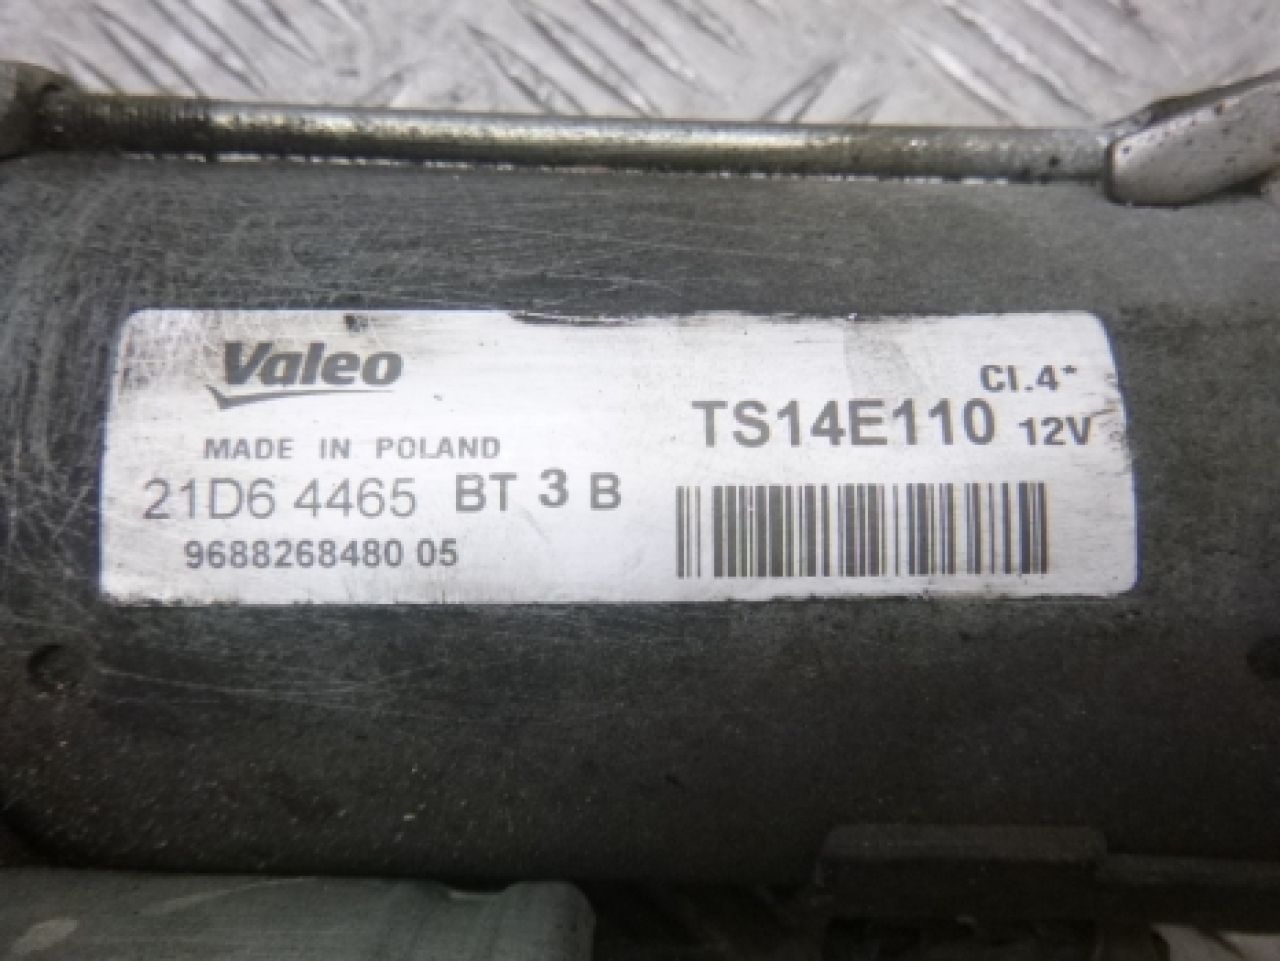 Valeo
MADE IN POLAND
21D6 4465 BT 3 B
9688268480 05
Cl.4*
TS14E110 12V